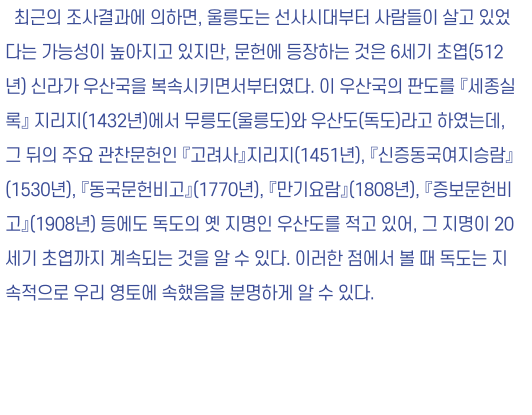 최근의 조사결과에 의하면, 울릉도는 선사시대부터 사람들이 살고 있었
다는 가능성이 높아지고 있지만, 문헌에 등장하는 것은 6세기 초엽(512
년) 신라가 우산국을 복속시키면서부터였다. 이 우산국의 판도를 『세종실
록』 지리지(1432년)에서 무릉도(울릉도)와 우산도(독도)라고 하였는데,
그 뒤의 주요 관찬문헌인 『고려사』지리지(1451년), 『신증동국여지승람』
(1530년), 『동국문헌비고』(1770년), 『만기요람』(1808년), 『증보문헌비
고』(1908년) 등에도 독도의 옛 지명인 우산도를 적고 있어, 그 지명이 20
세기 초엽까지 계속되는 것을 알 수 있다. 이러한 점에서 볼 때 독도는 지
속적으로 우리 영토에 속했음을 분명하게 알 수 있다.